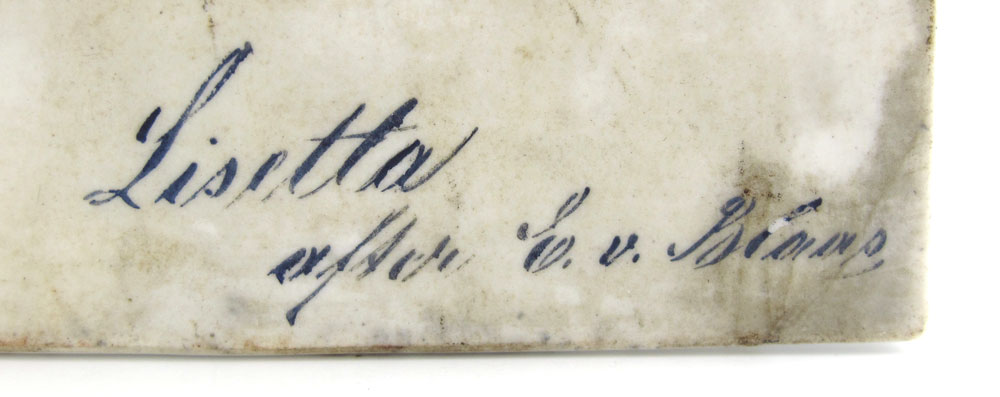 Lisetta
after E. v. Blaas